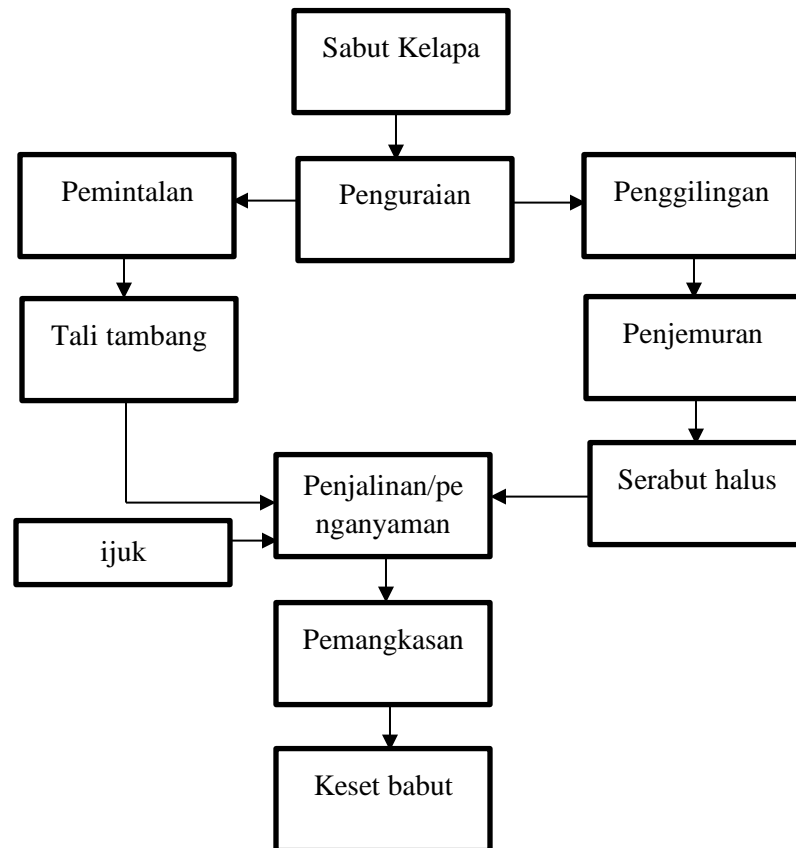 Sabut Kelapa
Pemintalan
Penguraian
Penggilingan
Tali tambang
Penjemuran
Penjalinan/pe
nganyaman
Serabut halus
ijuk
Pemangkasan
Keset babut